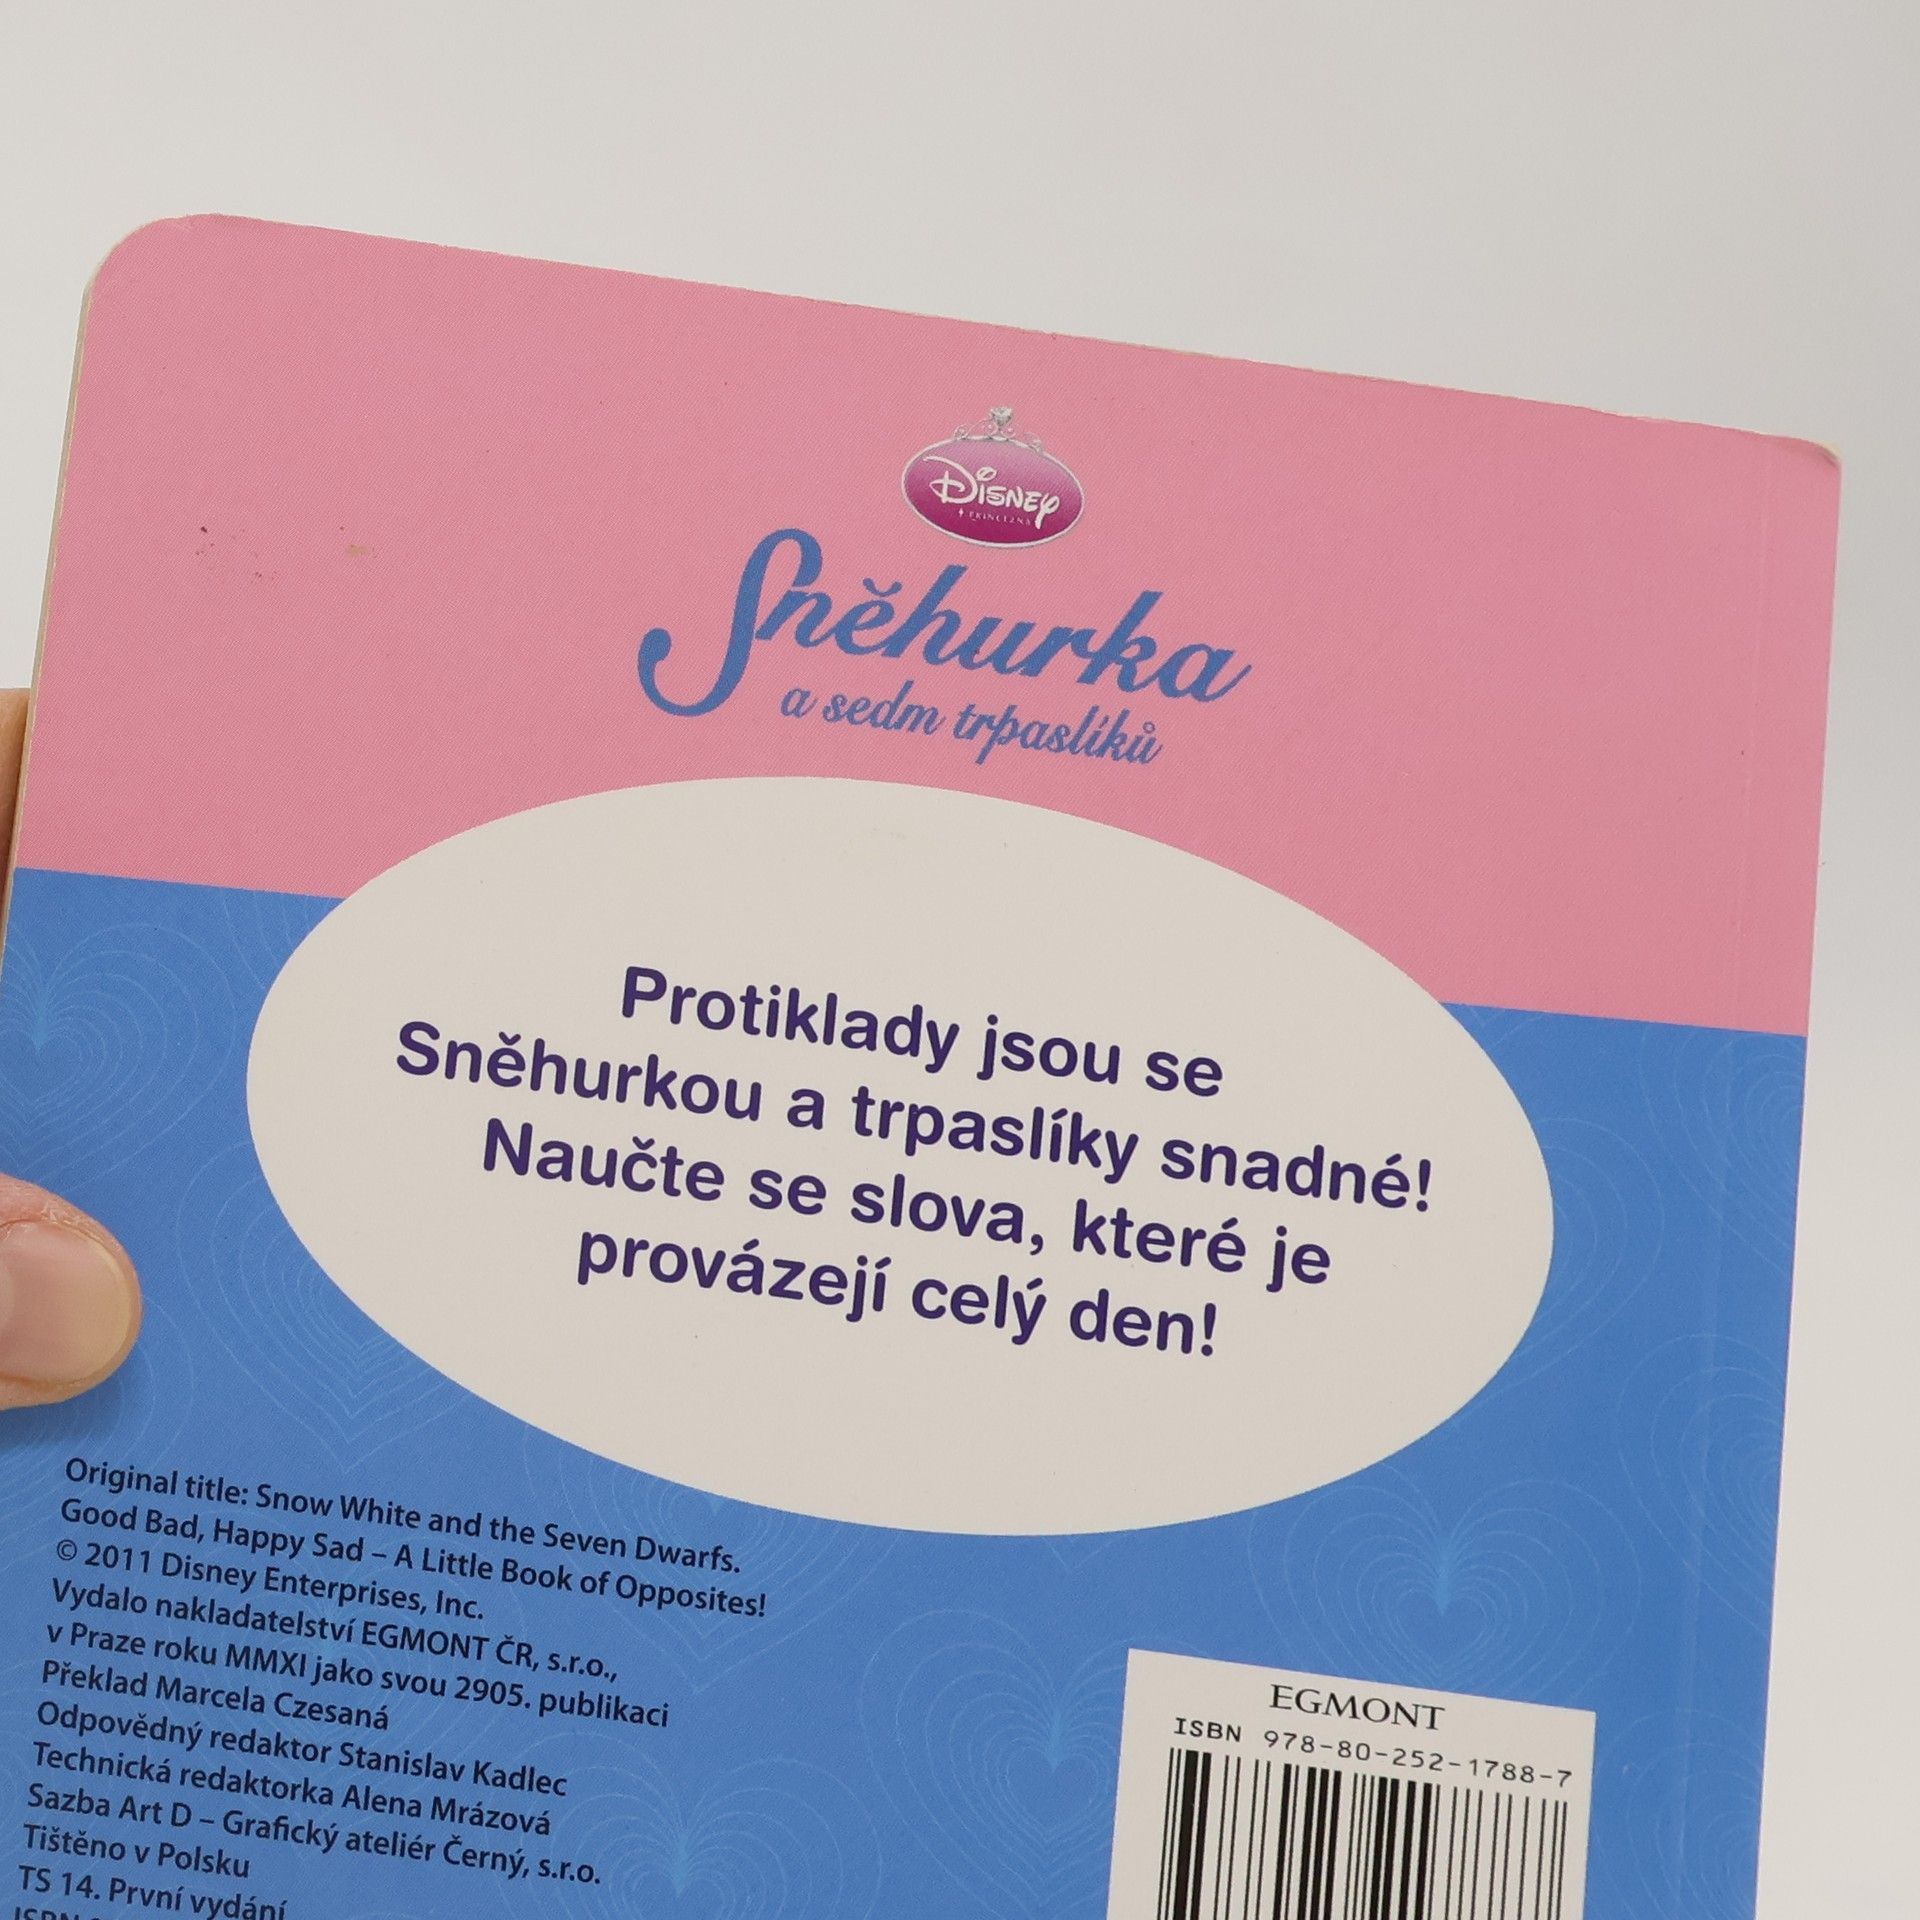 Disney
PRINCEZNA
Sněhurka
a sedm trpaslíků
Protiklady jsou se
Sněhurkou a trpaslíky snadné!
Naučte se slova, které je
provázejí celý den!
Original title: Snow White and the Seven Dwarfs.
Good Bad, Happy Sad – A Little Book of Opposites!
© 2011 Disney Enterprises, Inc.
Vydalo nakladatelství EGMONT ČR, s.r.o.,
v Praze roku MMXI jako svou 2905. publikaci
Překlad Marcela Czesaná
Odpovědný redaktor Stanislav Kadlec
Technická redaktorka Alena Mrázová
Sazba Art D – Grafický ateliér Černý, s.r.o.
Tištěno v Polsku
TS 14. První vydání
EGMONT
ISBN 978-80-252-1788-7